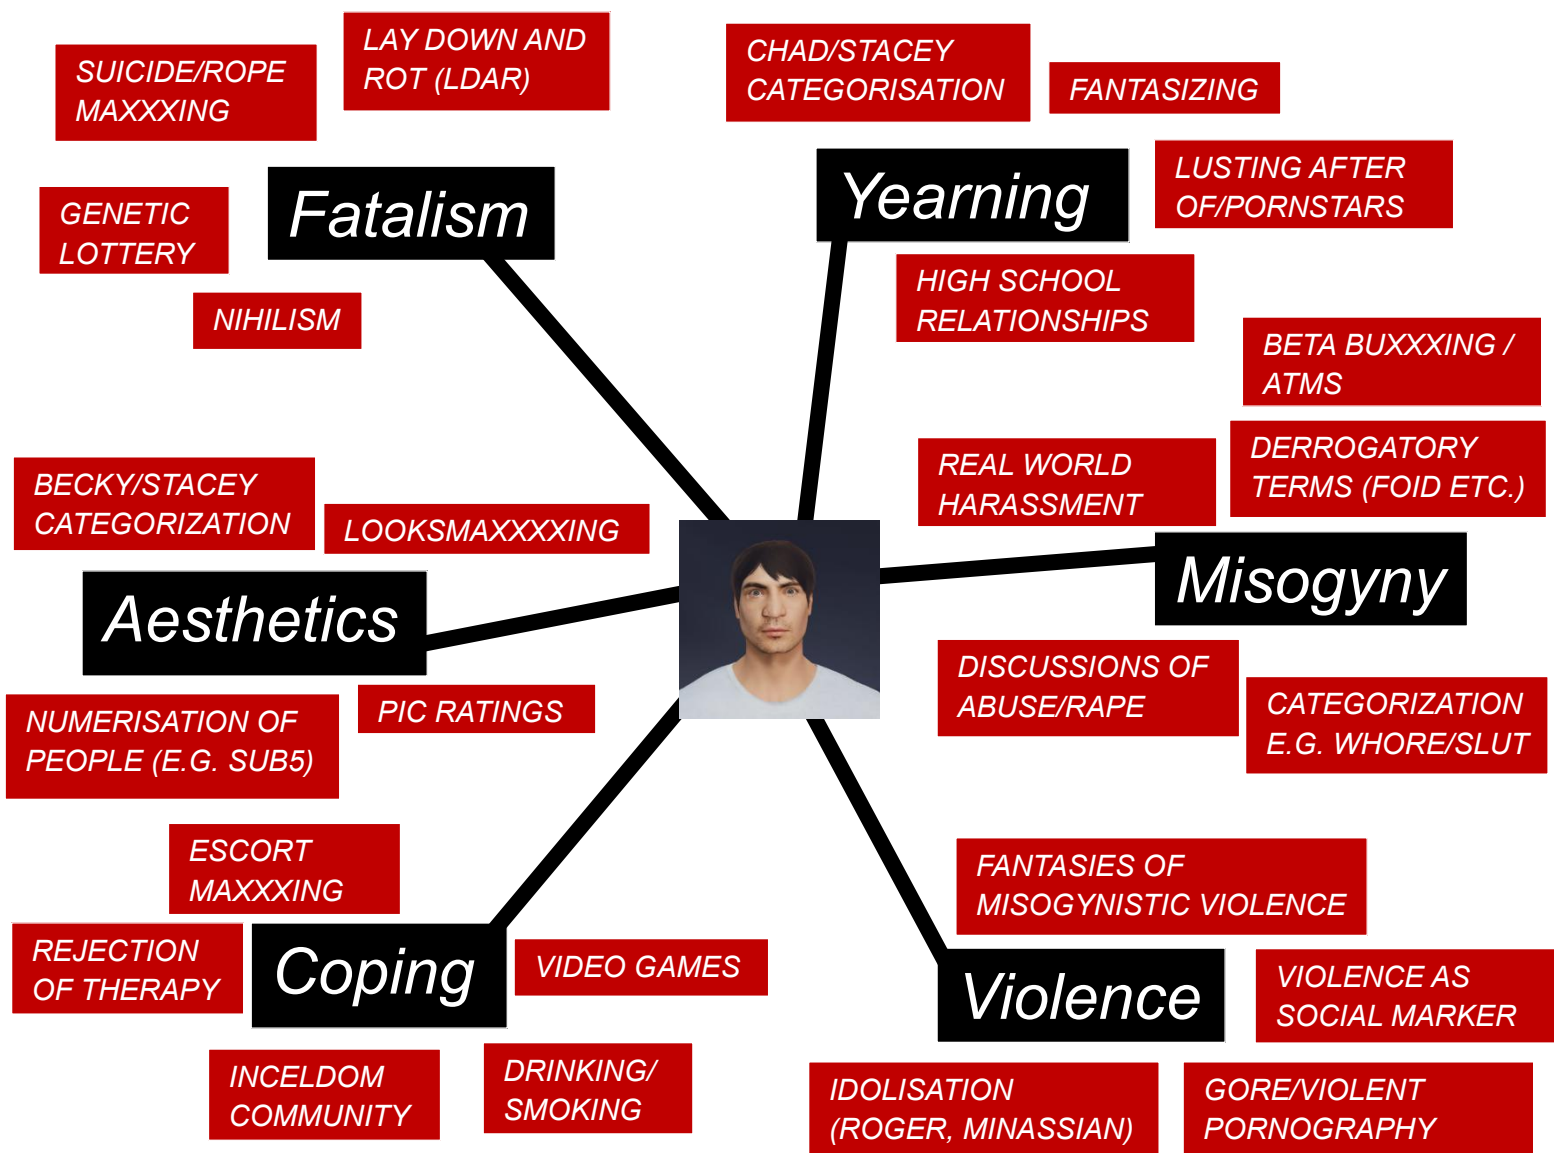 SUICIDE/ROPE
MAXXXING
LAY DOWN AND
ROT (LDAR)
GENETIC
LOTTERY
Fatalism
NIHILISM
CHAD/STACEY
CATEGORISATION
FANTASIZING
Yearning
LUSTING AFTER
OF/PORNSTARS
HIGH SCHOOL
RELATIONSHIPS
BETA BUXXXING /
ATMS
REAL WORLD
HARASSMENT
DERROGATORY
TERMS (FOID ETC.)
Misogyny
DISCUSSIONS OF
ABUSE/RAPE
CATEGORIZATION
E.G. WHORE/SLUT
BECKY/STACEY
CATEGORIZATION
LOOKSMAXXXXING
Aesthetics
NUMERISATION OF
PEOPLE (E.G. SUB5)
PIC RATINGS
ESCORT
MAXXXING
REJECTION
OF THERAPY
Coping
VIDEO GAMES
INCELDOM
COMMUNITY
DRINKING/
SMOKING
FANTASIES OF
MISOGYNISTIC VIOLENCE
Violence
VIOLENCE AS
SOCIAL MARKER
IDOLISATION
(ROGER, MINASSIAN)
GORE/VIOLENT
PORNOGRAPHY